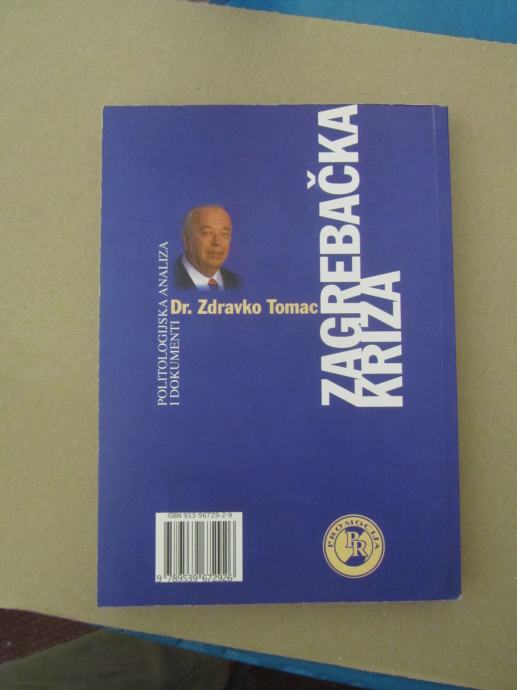 ZAGREBAČKA
KRIZA
POLITOLOGIJSKA ANALIZA
I DOKUMENTI
Dr. Zdravko Tomac
ISBN 953-96729-2-9
9 789539 672926
PROMOCIJA
PR